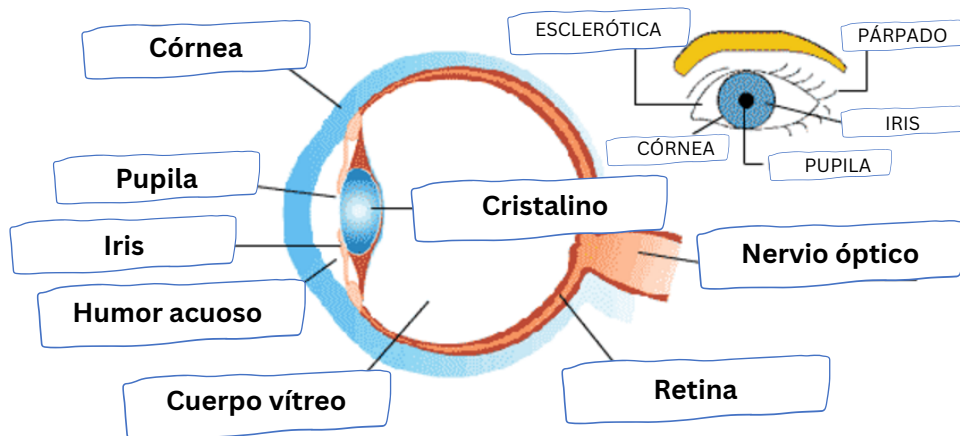 ESCLERÓTICA
PÁRPADO
Córnea
IRIS
CÓRNEA
PUPILA
Pupila
Cristalino
Iris
Nervio óptico
Humor acuoso
Cuerpo vítreo
Retina